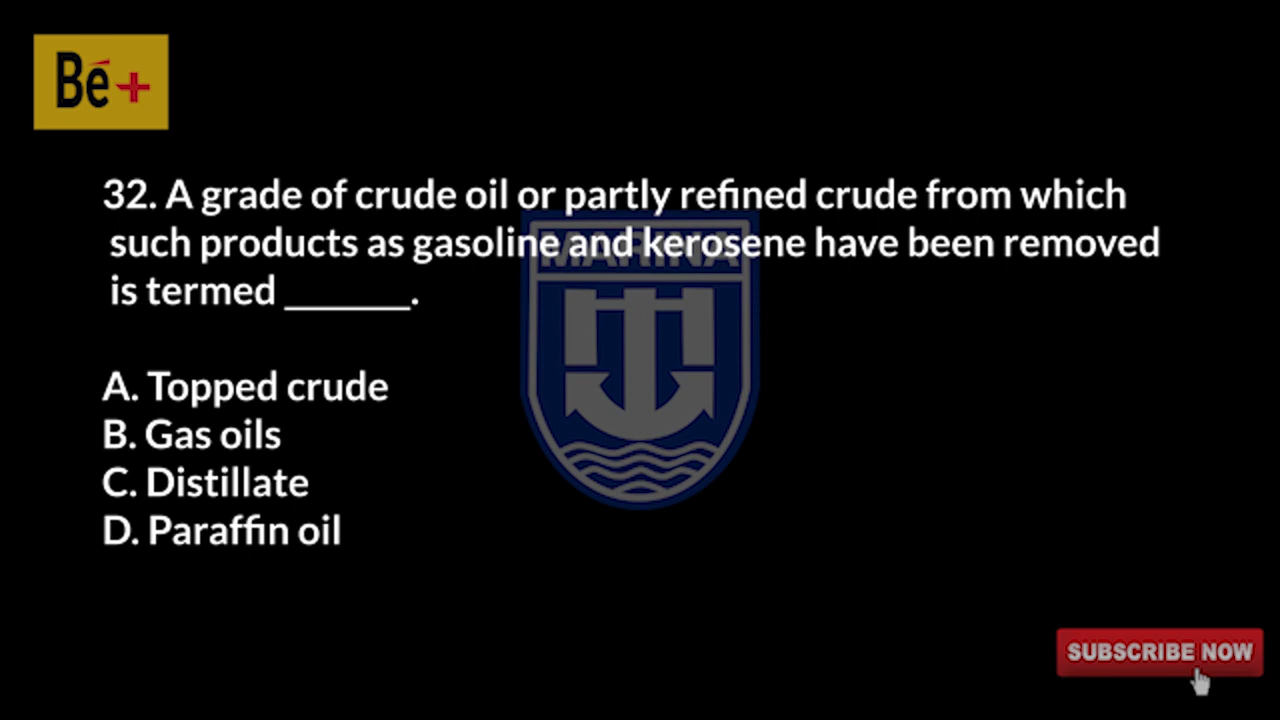 Bé+
32. A grade of crude oil or partly refined crude from which
such products as gasoline and kerosene have been removed
is termed ______.
MARINA
A. Topped crude
B. Gas oils
C. Distillate
D. Paraffin oil
SUBSCRIBE NOW